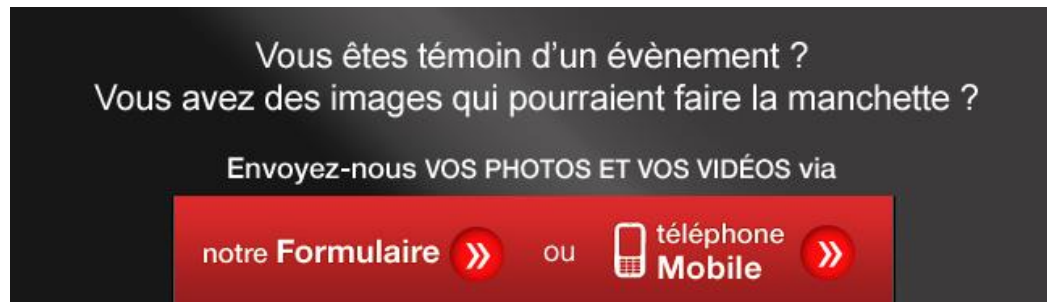 Vous êtes témoin d'un évènement ?
Vous avez des images qui pourraient faire la manchette ?
Envoyez-nous VOS PHOTOS ET VOS VIDÉOS via
notre Formulaire » ou téléphone Mobile »